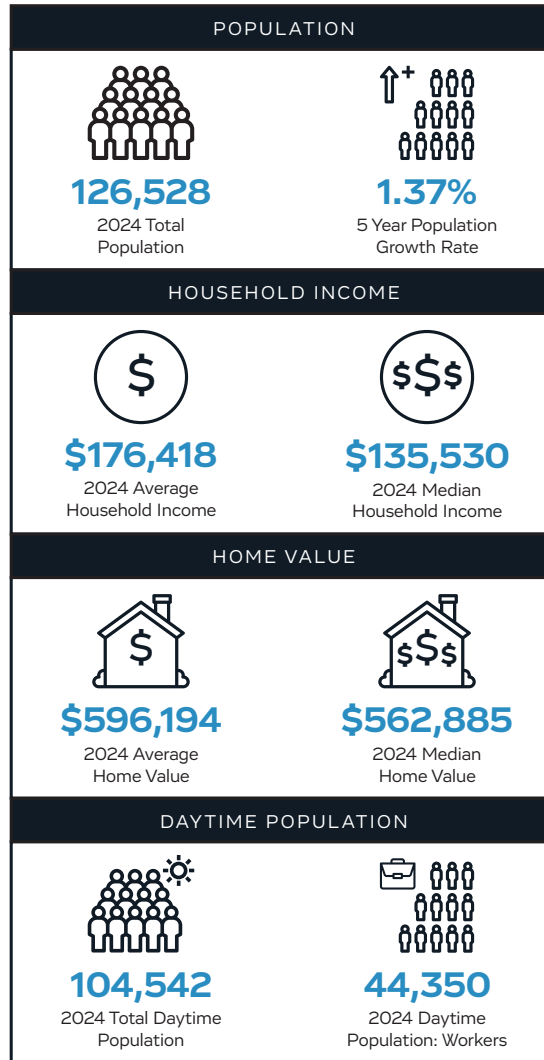 POPULATION
126,528
2024 Total
Population
1.37%
5 Year Population
Growth Rate
HOUSEHOLD INCOME
$
$176,418
2024 Average
Household Income
$$$
$135,530
2024 Median
Household Income
HOME VALUE
$
$596,194
2024 Average
Home Value
$$$
$562,885
2024 Median
Home Value
DAYTIME POPULATION
104,542
2024 Total Daytime
Population
44,350
2024 Daytime
Population: Workers